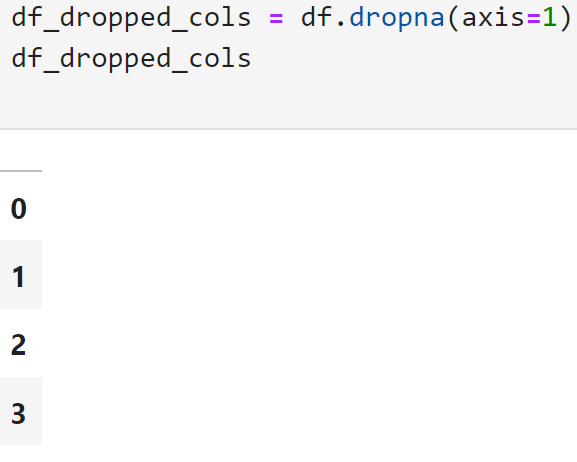 df_dropped_cols = df.dropna(axis=1)
df_dropped_cols
0
1
2
3